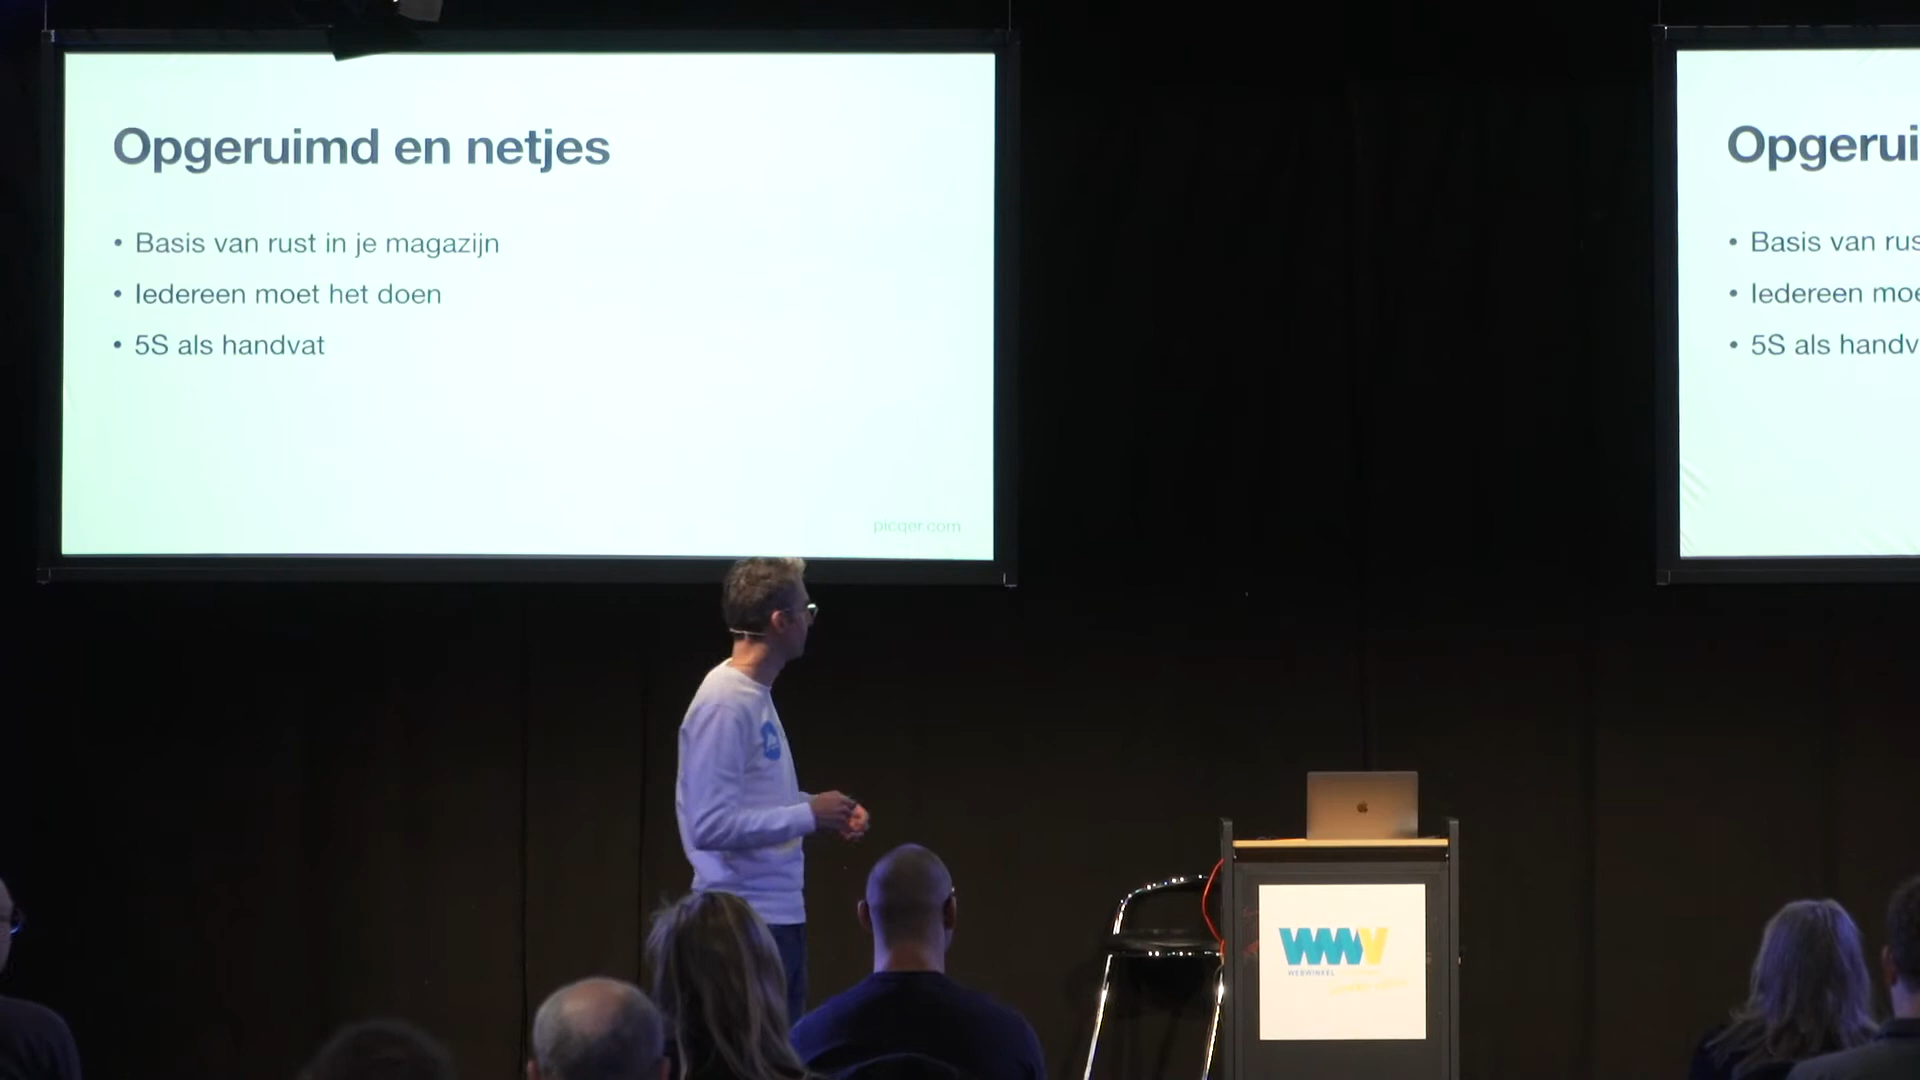 Opgeruimd en netjes
• Basis van rust in je magazijn
• Iedereen moet het doen
• 5S als handvat
picqer.com
Opgerui
• Basis van rus
• Iedereen moe
• 5S als handv
WWV
WEBWINKEL